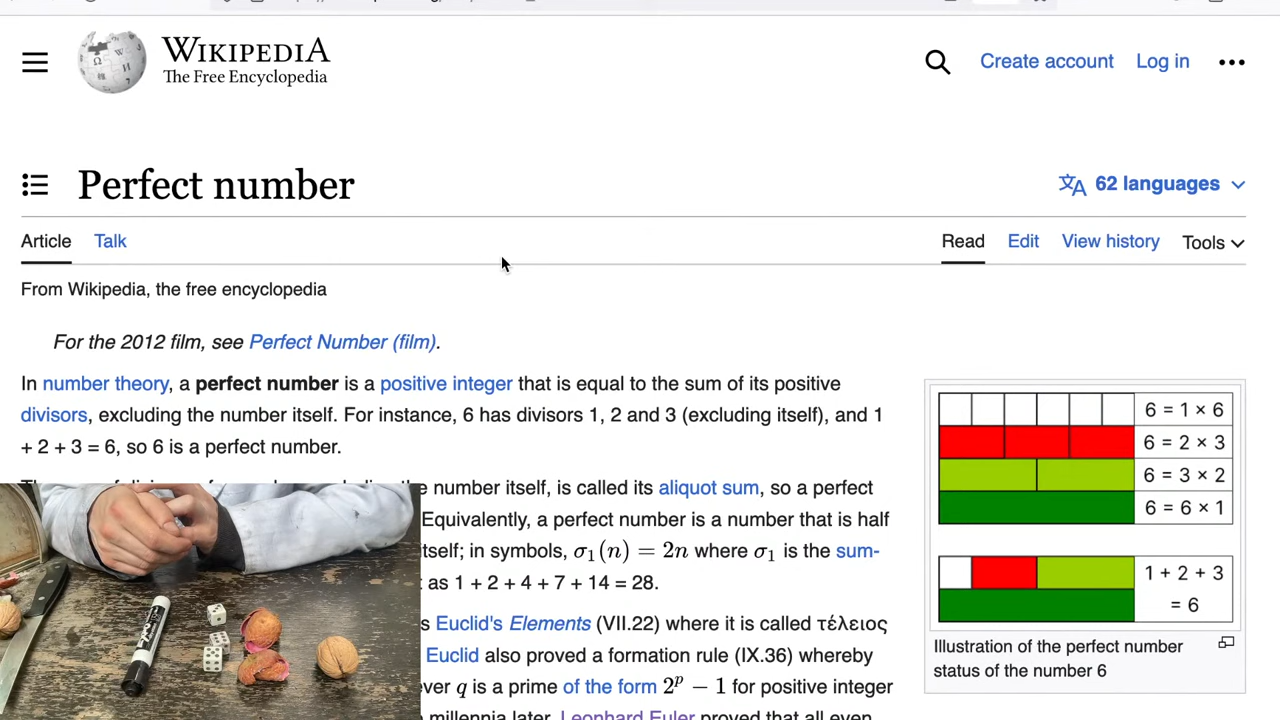 WIKIPEDIA
The Free Encyclopedia
Create account Log in
Perfect number
62 languages
Article Talk
Read Edit View history Tools
From Wikipedia, the free encyclopedia
For the 2012 film, see Perfect Number (film).
In number theory, a perfect number is a positive integer that is equal to the sum of its positive
divisors, excluding the number itself. For instance, 6 has divisors 1, 2 and 3 (excluding itself), and 1
+ 2 + 3 = 6, so 6 is a perfect number.
the number itself, is called its aliquot sum, so a perfect
Equivalently, a perfect number is a number that is half
itself; in symbols, σ₁(n) = 2n where σ₁ is the sum-
as 1 + 2 + 4 + 7 + 14 = 28.
s Euclid's Elements (VII.22) where it is called τέλειος
Euclid also proved a formation rule (IX.36) whereby
ver q is a prime of the form 2ᵖ − 1 for positive integer
millennia later, Leonhard Euler proved that all even
6 = 1 × 6
6 = 2 × 3
6 = 3 × 2
6 = 6 × 1
1 + 2 + 3
= 6
Illustration of the perfect number
status of the number 6